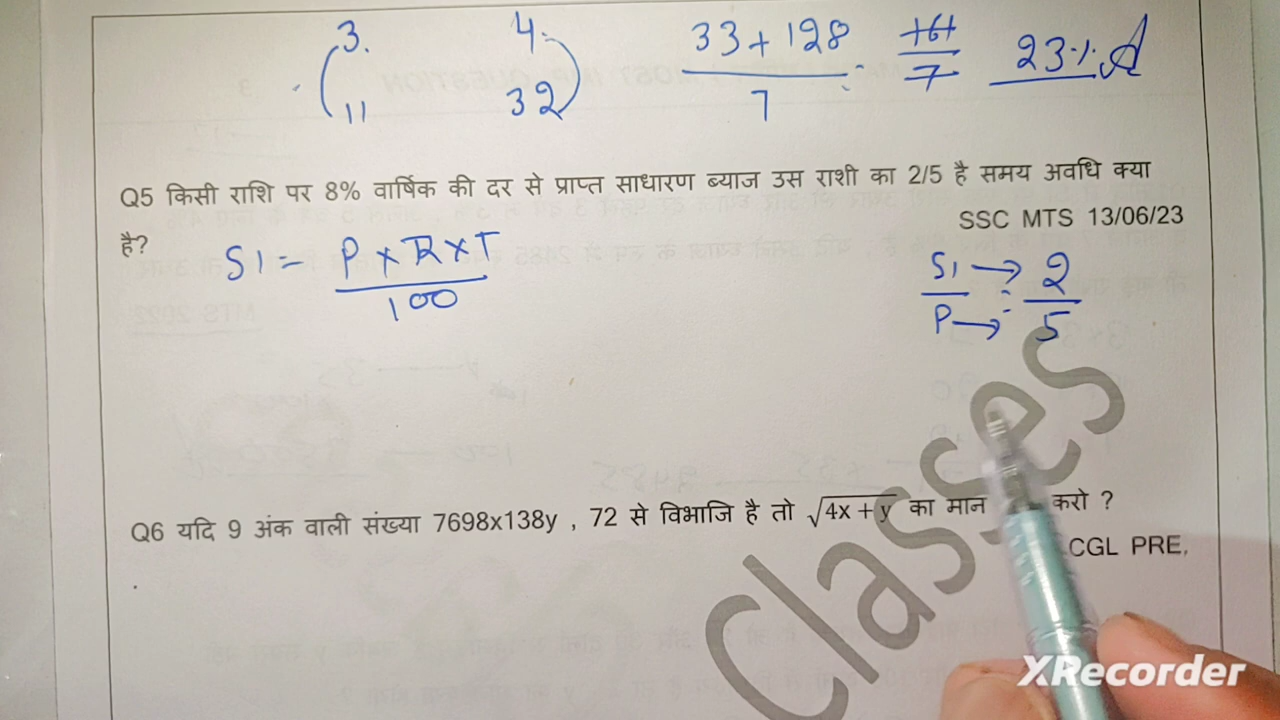 3. 4. 33 + 128 161 23% A
11 32 7 7
Q5 किसी राशि पर 8% वार्षिक की दर से प्राप्त साधारण ब्याज उस राशी का 2/5 है समय अवधि क्या
है?
SSC MTS 13/06/23
SI = P × R × T / 100
SI → 2
P → 5
Q6 यदि 9 अंक वाली संख्या 7698x138y , 72 से विभाजि है तो √4x + y का मान करो ?
CGL PRE,
Classes
XRecorder